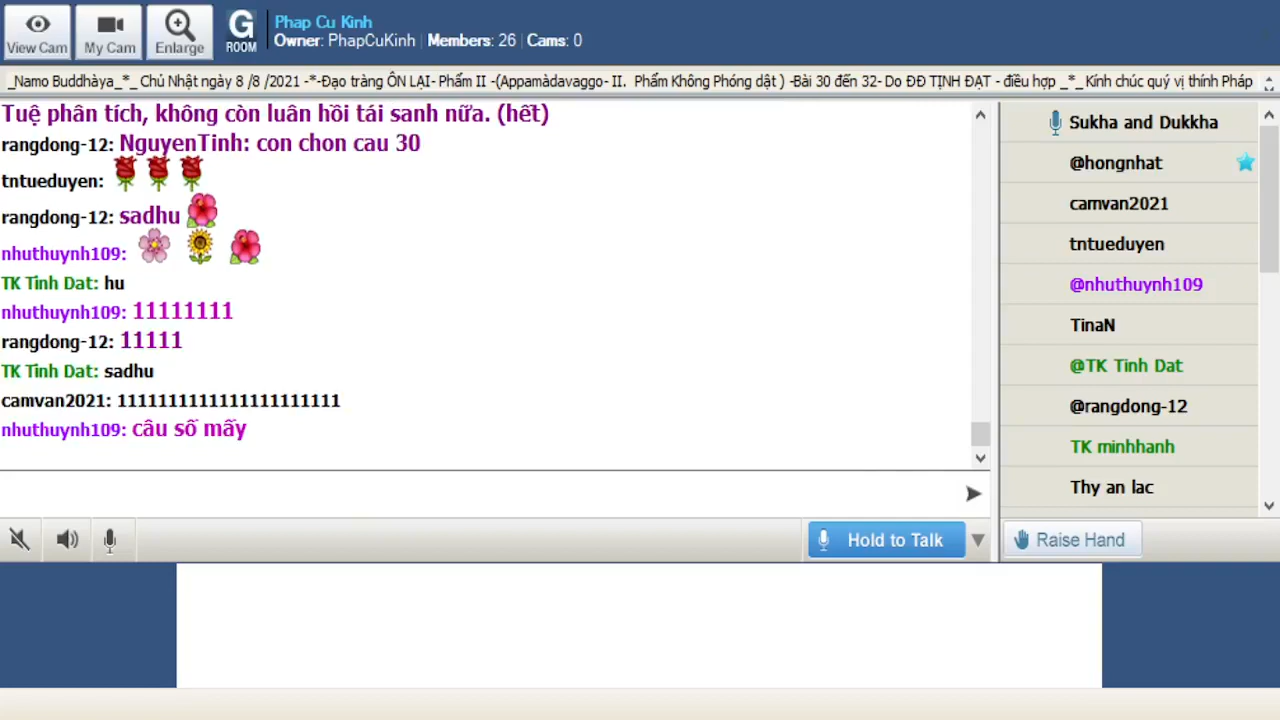 View Cam
My Cam
Enlarge
G
ROOM
Phap Cu Kinh
Owner: PhapCuKinh | Members: 26 | Cams: 0
_Namo Buddhàya_*_ Chủ Nhật ngày 8 /8 /2021 -*-Đạo tràng ÔN LẠI- Phẩm II -(Appamàdavaggo- II. Phẩm Không Phóng dật ) -Bài 30 đến 32- Do ĐĐ TỊNH ĐẠT - điều hợp _*_ Kính chúc quý vị thính Pháp
Tuệ phân tích, không còn luân hồi tái sanh nữa. (hết)
rangdong-12: NguyenTinh: con chon cau 30
tntueduyen:
rangdong-12: sadhu
nhuthuynh109:
TK Tinh Dat: hu
nhuthuynh109: 11111111
rangdong-12: 11111
TK Tinh Dat: sadhu
camvan2021: 1111111111111111111111
nhuthuynh109: câu số mấy
Sukha and Dukkha
@hongnhat
camvan2021
tntueduyen
@nhuthuynh109
TinaN
@TK Tinh Dat
@rangdong-12
TK minhhanh
Thy an lac
Hold to Talk
Raise Hand